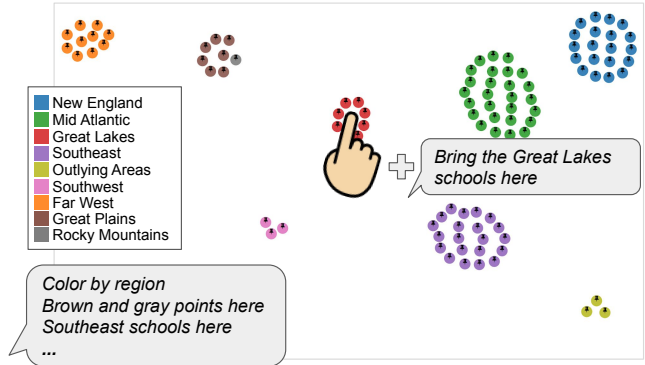 New England
Mid Atlantic
Great Lakes
Southeast
Outlying Areas
Southwest
Far West
Great Plains
Rocky Mountains
Bring the Great Lakes
schools here
Color by region
Brown and gray points here
Southeast schools here
...